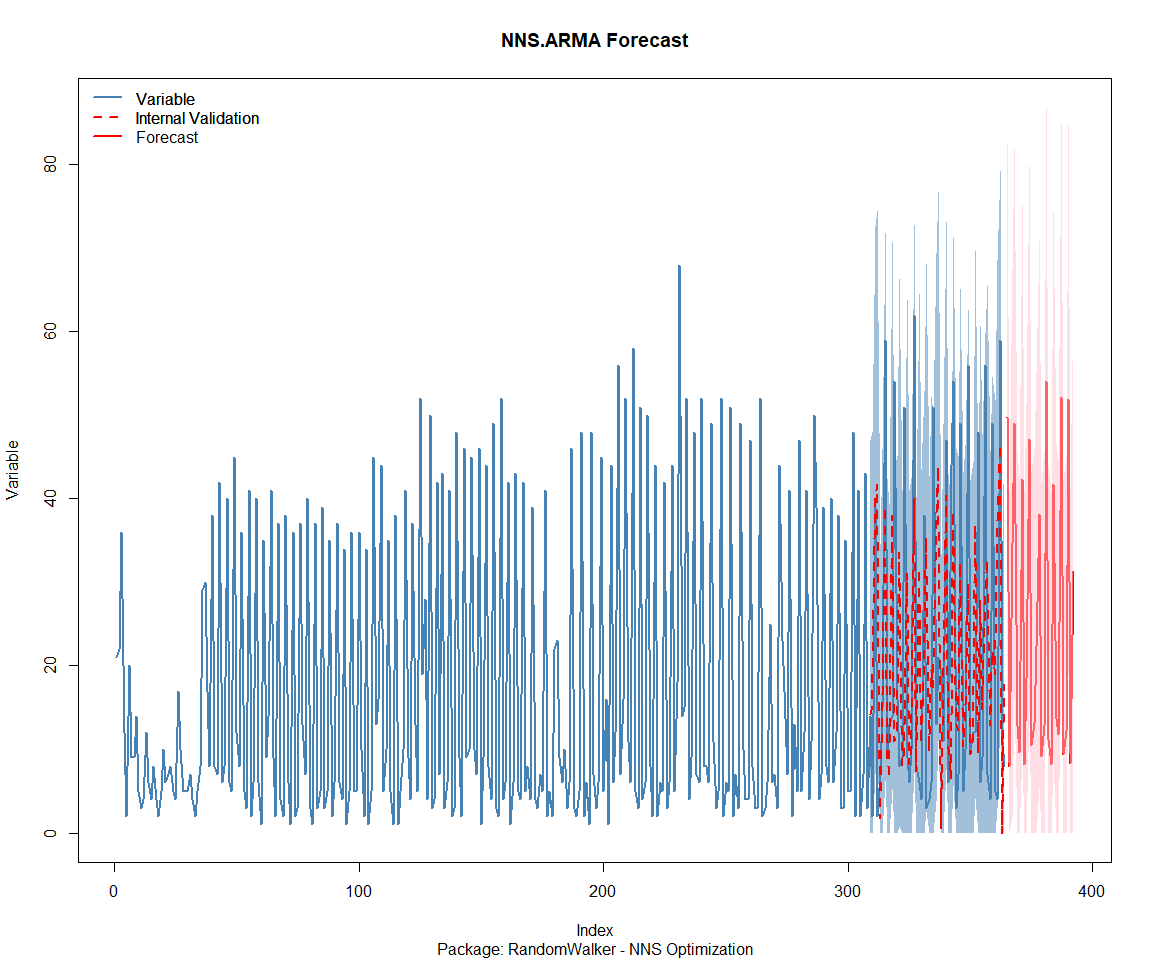 NNS.ARMA Forecast
Variable
Internal Validation
Forecast
80
60
40
20
0
Variable
0 100 200 300 400
Index
Package: RandomWalker - NNS Optimization